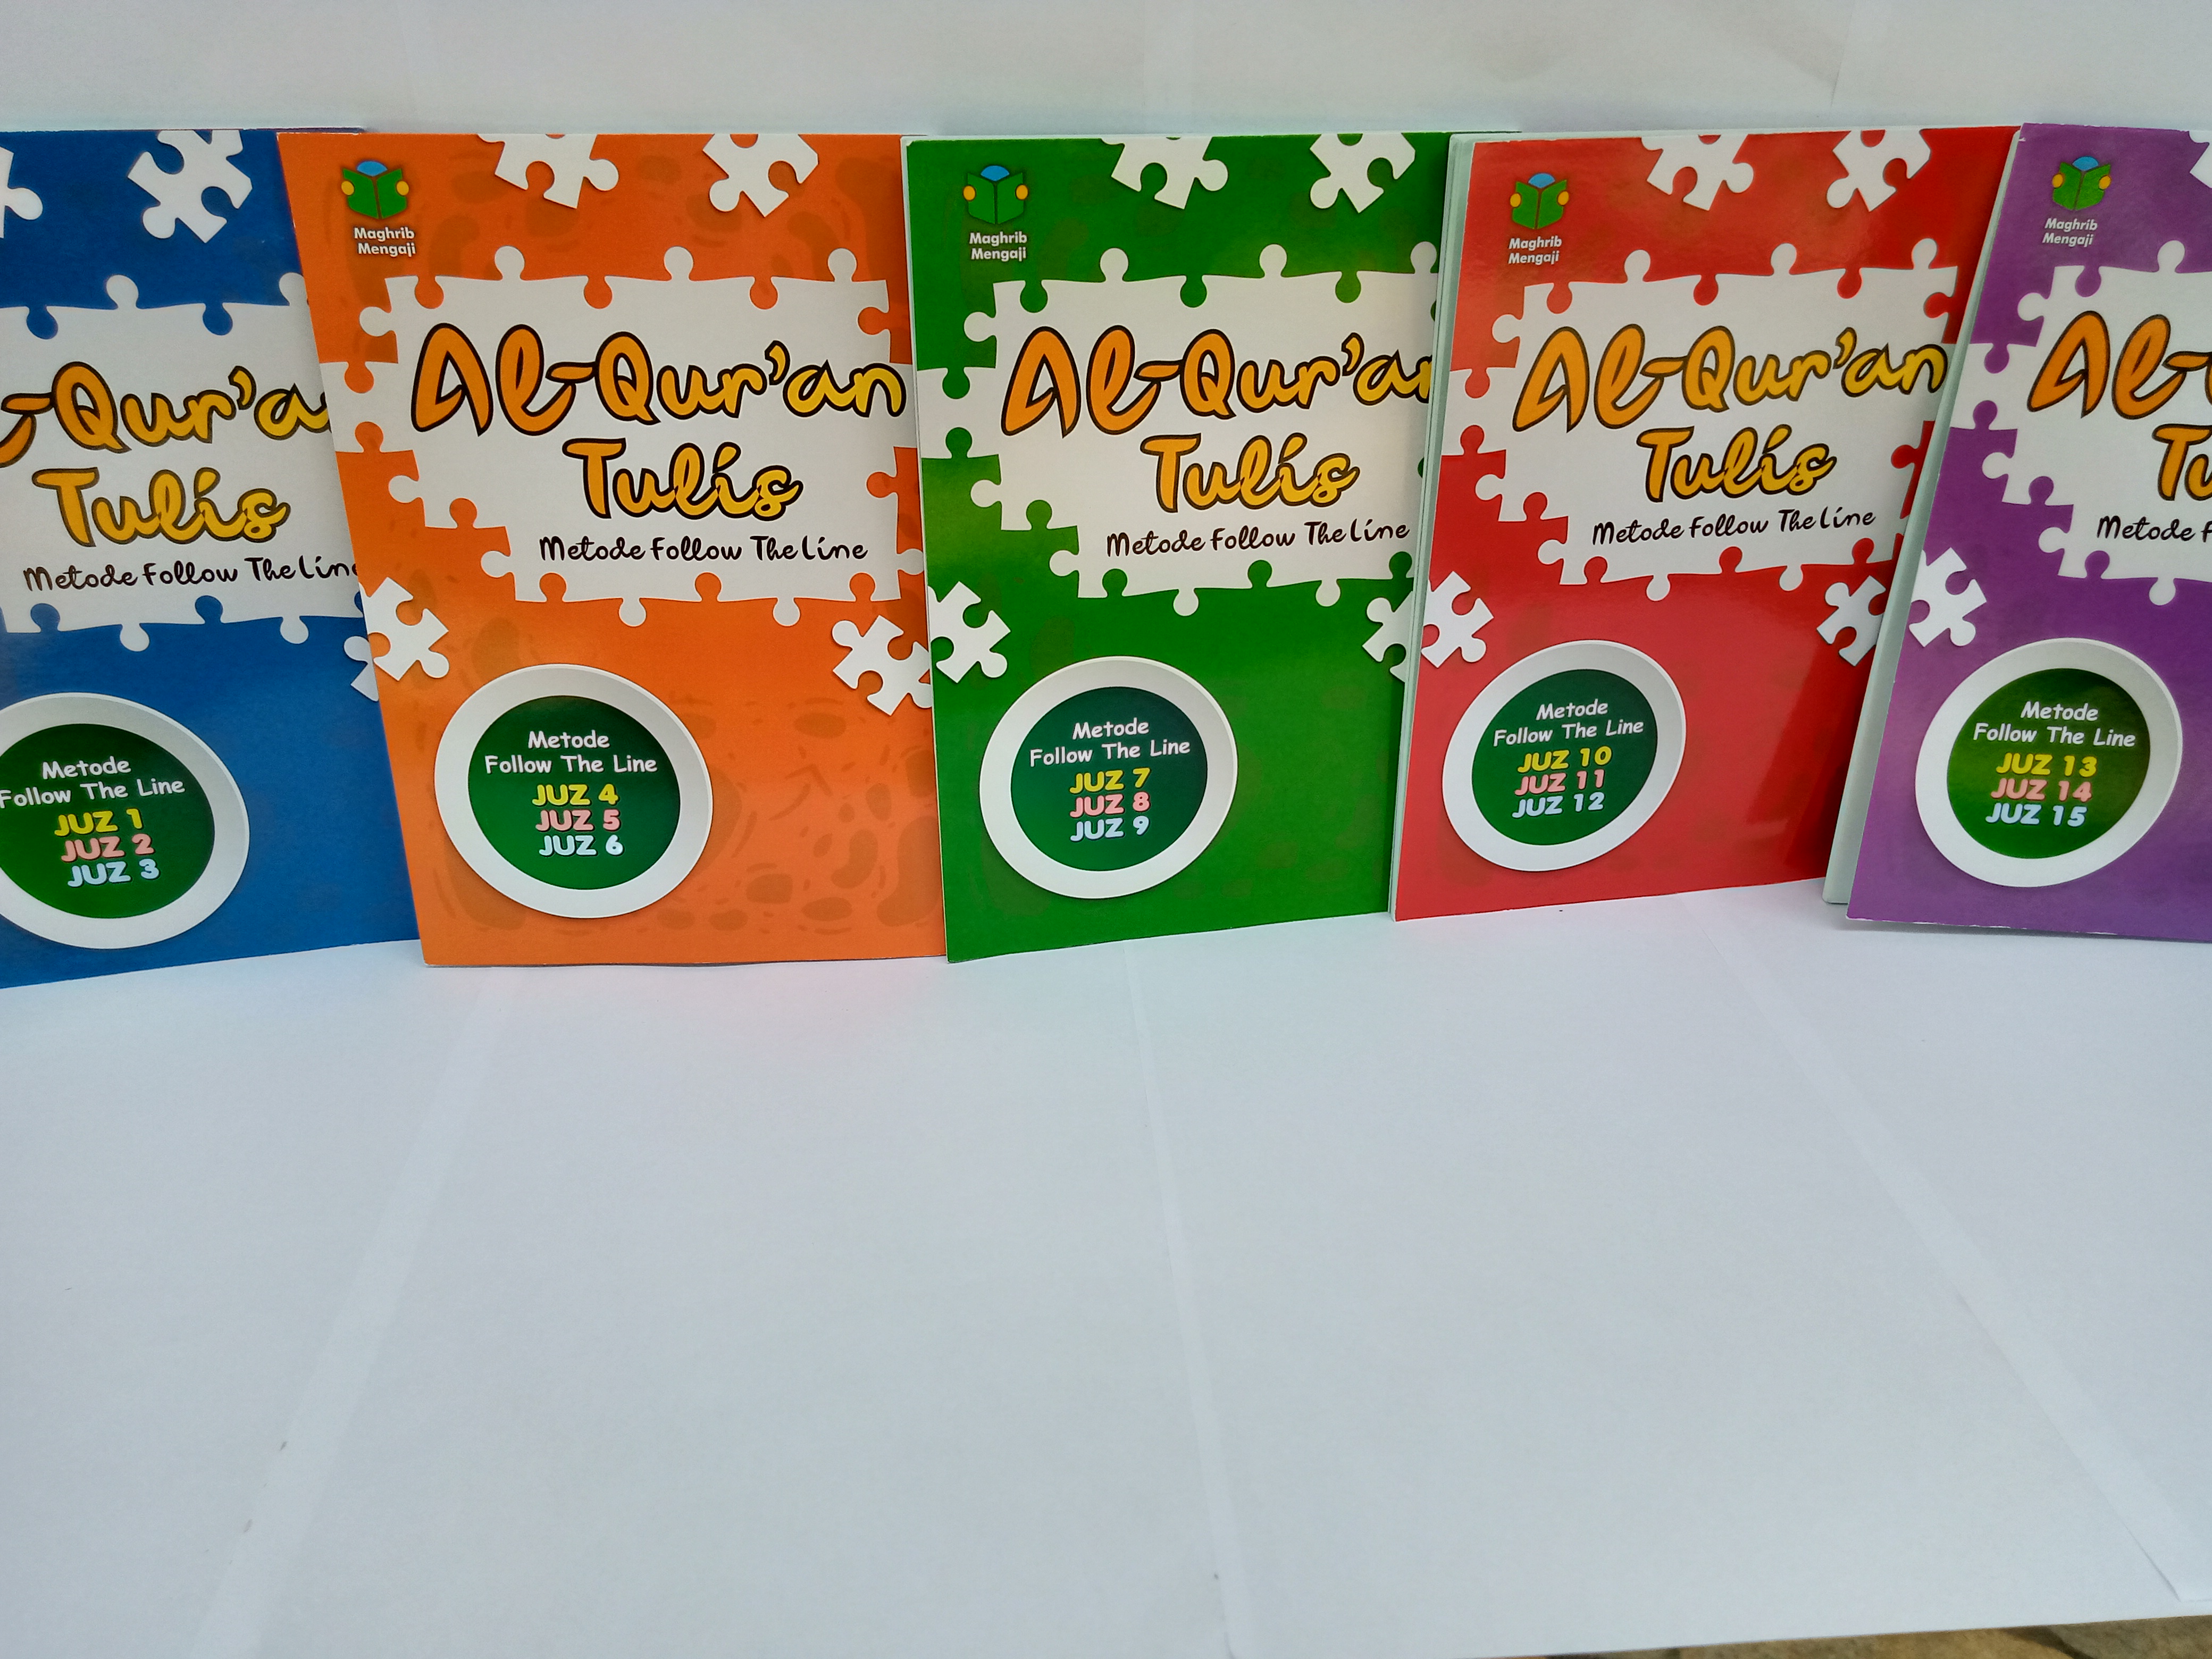 -Qur'a
Tulis
Metode Follow The Line
Metode
Follow The Line
JUZ 1
JUZ 2
JUZ 3
Maghrib
Mengaji
Al-Qur'an
Tulis
Metode Follow The Line
Metode
Follow The Line
JUZ 4
JUZ 5
JUZ 6
Maghrib
Mengaji
Al-Qur'an
Tulis
Metode Follow The Line
Metode
Follow The Line
JUZ 7
JUZ 8
JUZ 9
Maghrib
Mengaji
Al-Qur'an
Tulis
Metode Follow The Line
Metode
Follow The Line
JUZ 10
JUZ 11
JUZ 12
Maghrib
Mengaji
Al-
Tu
Metode F
Metode
Follow The Line
JUZ 13
JUZ 14
JUZ 15